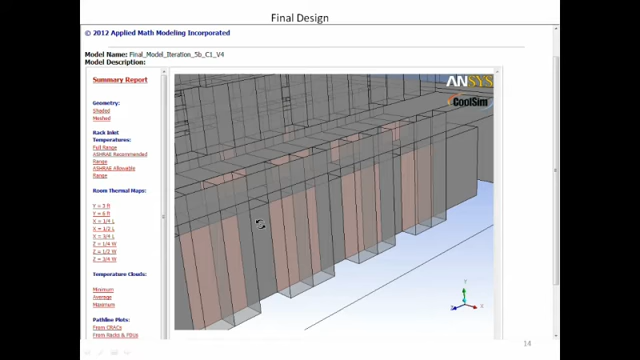 Final Design
© 2012 Applied Math Modeling Incorporated
Model Name: Final_Model_Iteration_5b_C1_V4
Model Description:
Summary Report
Geometry:
Shaded
Meshed
Rack Inlet
Temperatures:
Full Range
ASHRAE Recommended
Range
ASHRAE Allowable
Range
Room Thermal Maps:
Y = 3 ft
Y = 6 ft
X = 1/4 L
X = 1/2 L
X = 3/4 L
Z = 1/4 W
Z = 1/2 W
Z = 3/4 W
Temperature Clouds:
Minimum
Average
Maximum
Pathline Plots:
From CRACs
From Racks & PDUs
ANSYS
CoolSim
Y
X
Z
14